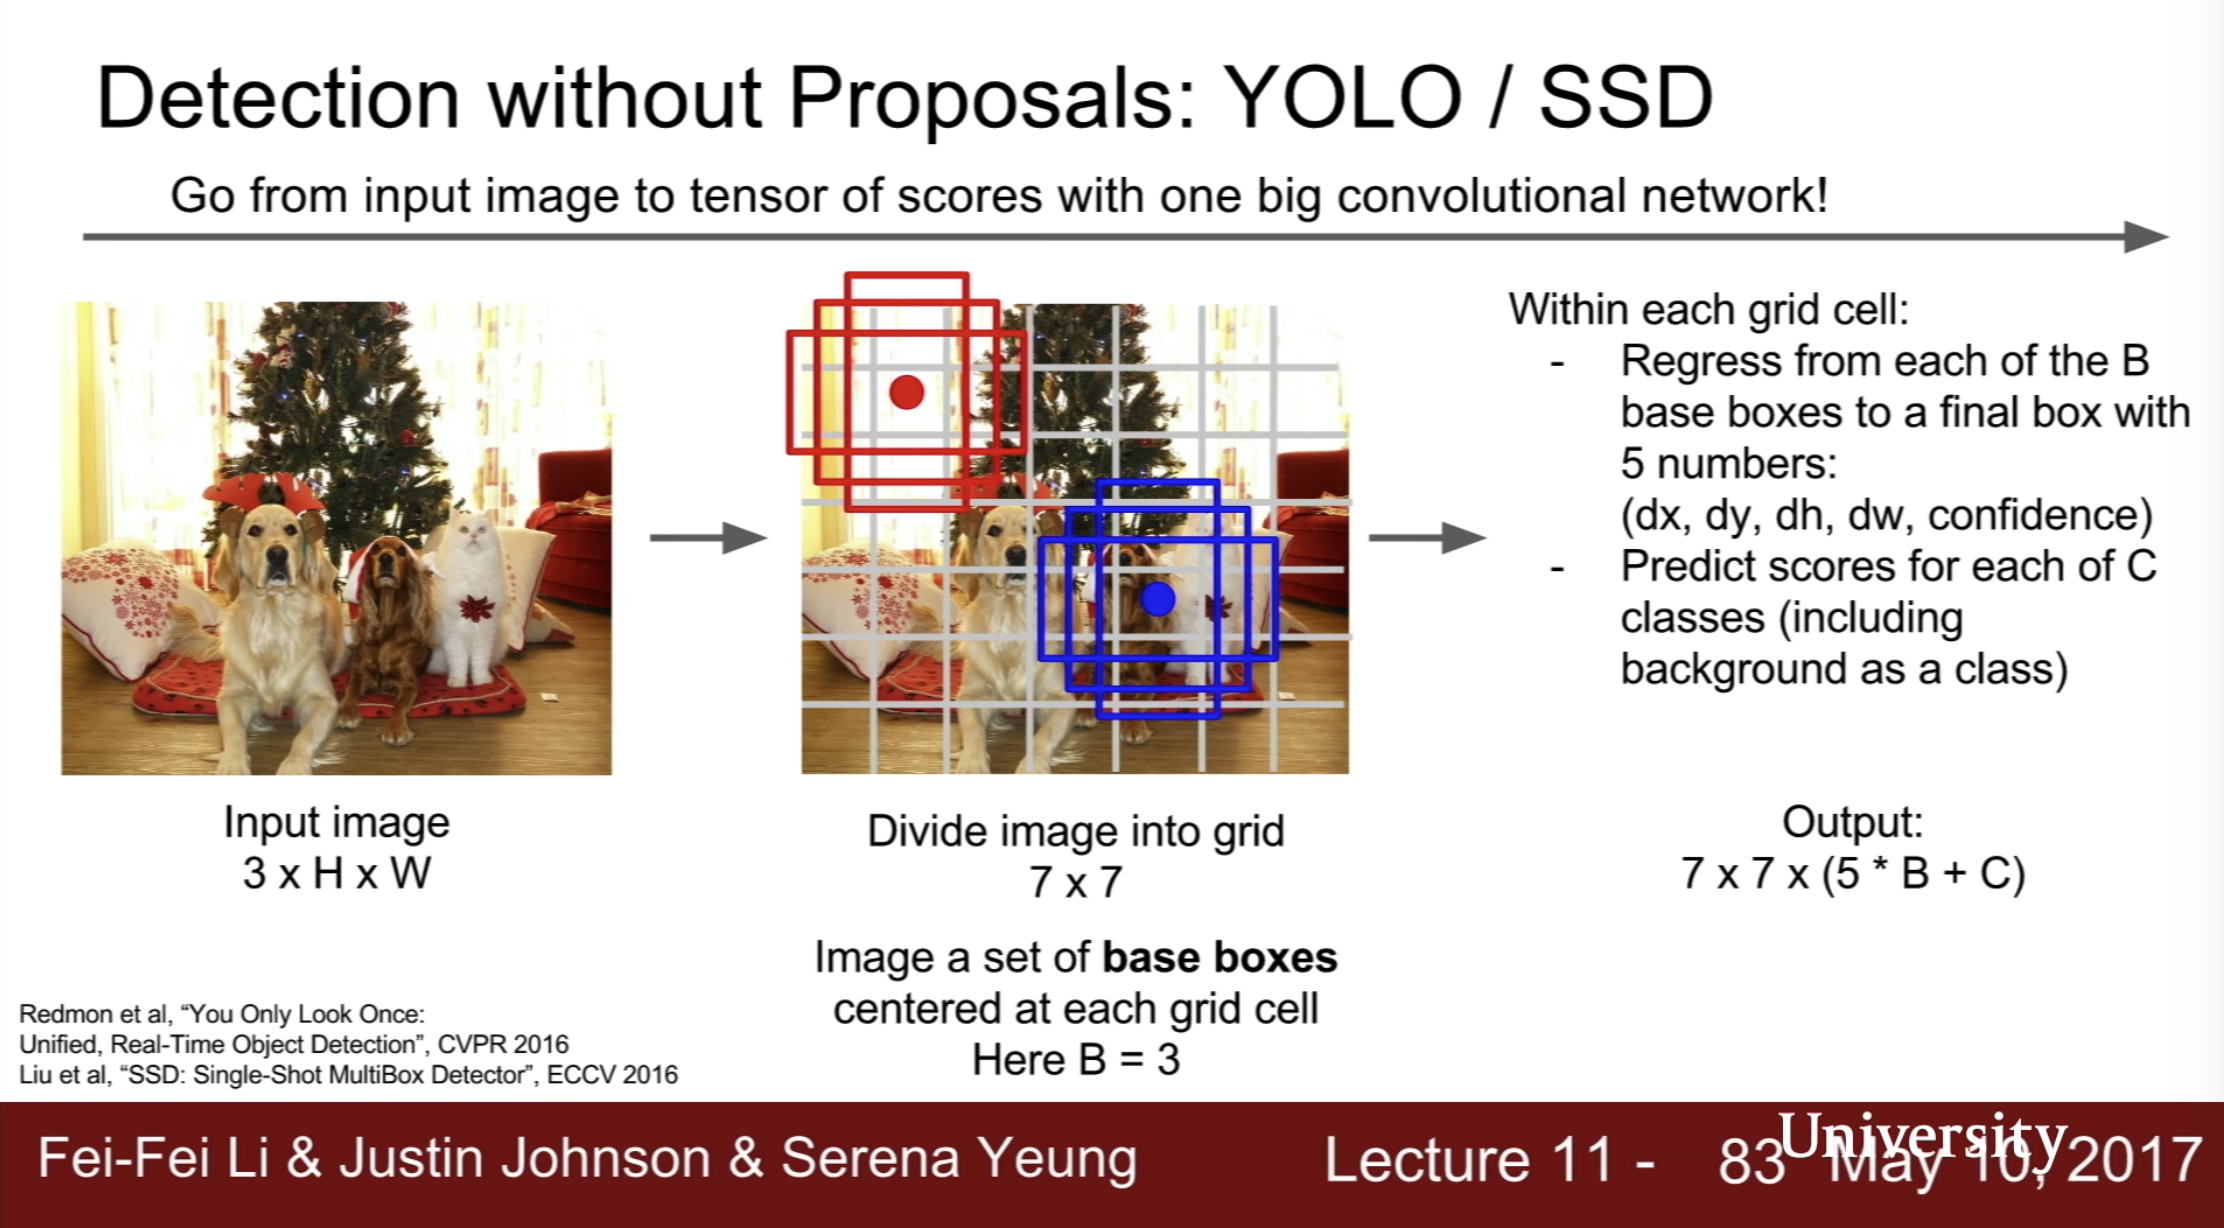 Detection without Proposals: YOLO / SSD
Go from input image to tensor of scores with one big convolutional network!
Within each grid cell:
- Regress from each of the B
base boxes to a final box with
5 numbers:
(dx, dy, dh, dw, confidence)
- Predict scores for each of C
classes (including
background as a class)
Input image
3 x H x W
Divide image into grid
7 x 7
Image a set of base boxes
centered at each grid cell
Here B = 3
Output:
7 x 7 x (5 * B + C)
Redmon et al, “You Only Look Once:
Unified, Real-Time Object Detection”, CVPR 2016
Liu et al, “SSD: Single-Shot MultiBox Detector”, ECCV 2016
Fei-Fei Li & Justin Johnson & Serena Yeung
Lecture 11 - 83
University
May 10, 2017